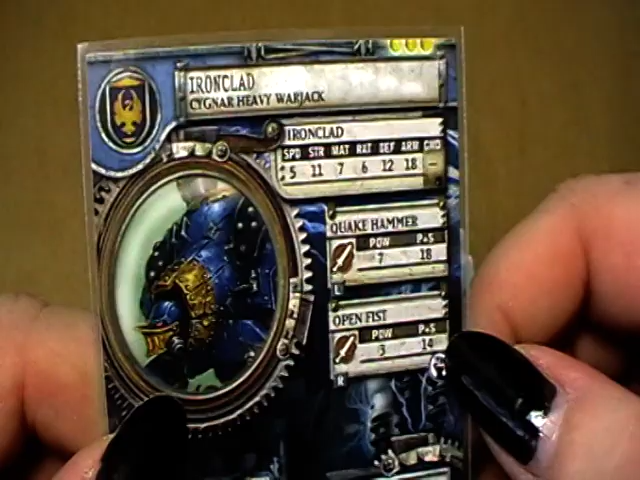 IRONCLAD
CYGNAR HEAVY WARJACK
IRONCLAD
SPD STR MAT RAT DEF ARM CMD
5 11 7 6 12 18 —
QUAKE HAMMER
POW P+S
7 18
L
OPEN FIST
POW P+S
3 14
R